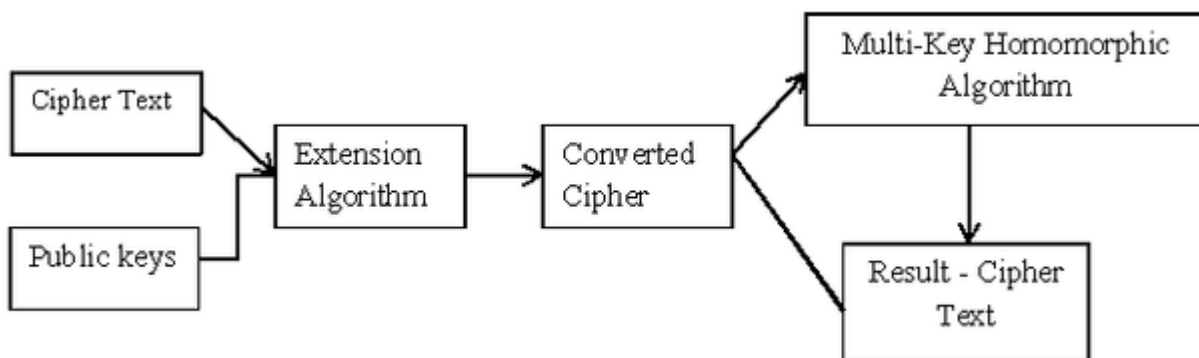 Cipher Text
Public keys
Extension
Algorithm
Converted
Cipher
Multi-Key Homomorphic
Algorithm
Result - Cipher
Text